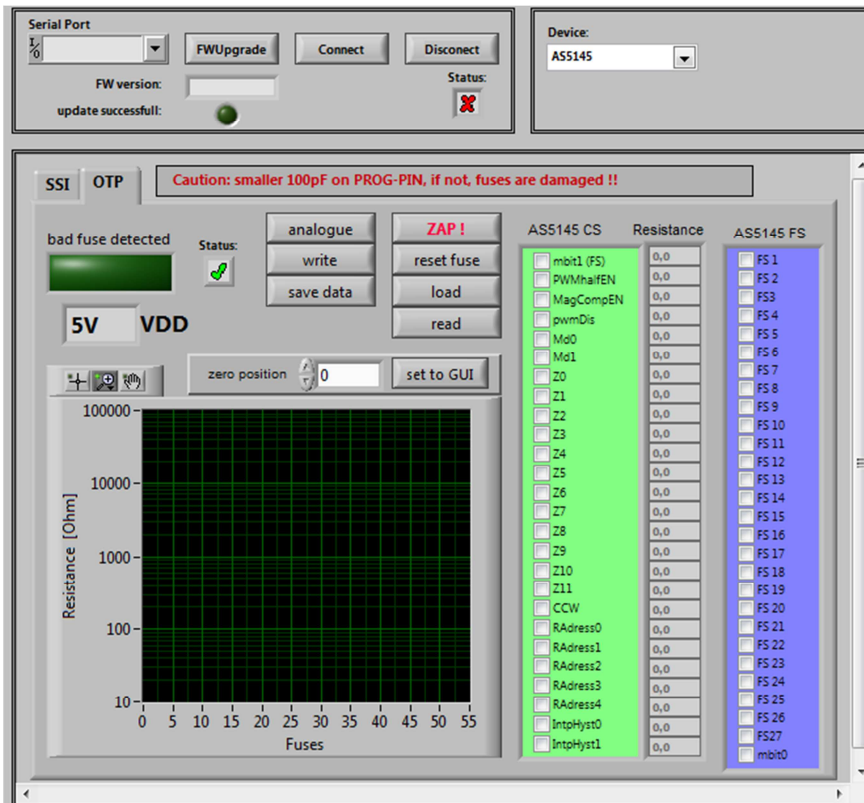 Serial Port
I/O
FWUpgrade
Connect
Disconect
FW version:
Status:
update successfull:
Device:
AS5145
SSI
OTP
Caution: smaller 100pF on PROG-PIN, if not, fuses are damaged !!
bad fuse detected
Status:
analogue
write
save data
ZAP !
reset fuse
load
read
5V
VDD
zero position
0
set to GUI
100000
10000
1000
100
10
Resistance [Ohm]
0 5 10 15 20 25 30 35 40 45 50 55
Fuses
AS5145 CS Resistance AS5145 FS
mbit1 (FS) 0,0
PWMhalfEN 0,0
MagCompEN 0,0
pwmDis 0,0
Md0 0,0
Md1 0,0
Z0 0,0
Z1 0,0
Z2 0,0
Z3 0,0
Z4 0,0
Z5 0,0
Z6 0,0
Z7 0,0
Z8 0,0
Z9 0,0
Z10 0,0
Z11 0,0
CCW 0,0
RAdress0 0,0
RAdress1 0,0
RAdress2 0,0
RAdress3 0,0
RAdress4 0,0
IntpHyst0 0,0
IntpHyst1 0,0
FS 1
FS 2
FS3
FS 4
FS 5
FS 6
FS 7
FS 8
FS 9
FS 10
FS 11
FS 12
FS 13
FS 14
FS 15
FS 16
FS 17
FS 18
FS 19
FS 20
FS 21
FS 22
FS 23
FS 24
FS 25
FS 26
FS27
mbit0